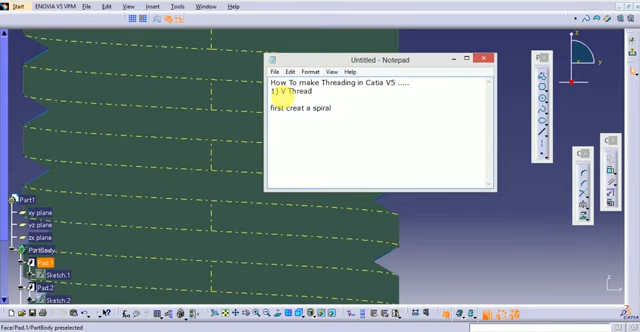 Start
ENOVIA V5 VPM
File
Edit
View
Insert
Tools
Window
Help
Untitled - Notepad
File
Edit
Format
View
Help
How To make Threading in Catia V5 .....
1) V Thread
first creat a spiral
Part1
xy plane
yz plane
zx plane
PartBody
Pad.1
Sketch.1
Pad.2
Sketch.2
z
x
CATIA
Face/Pad.1/PartBody preselected